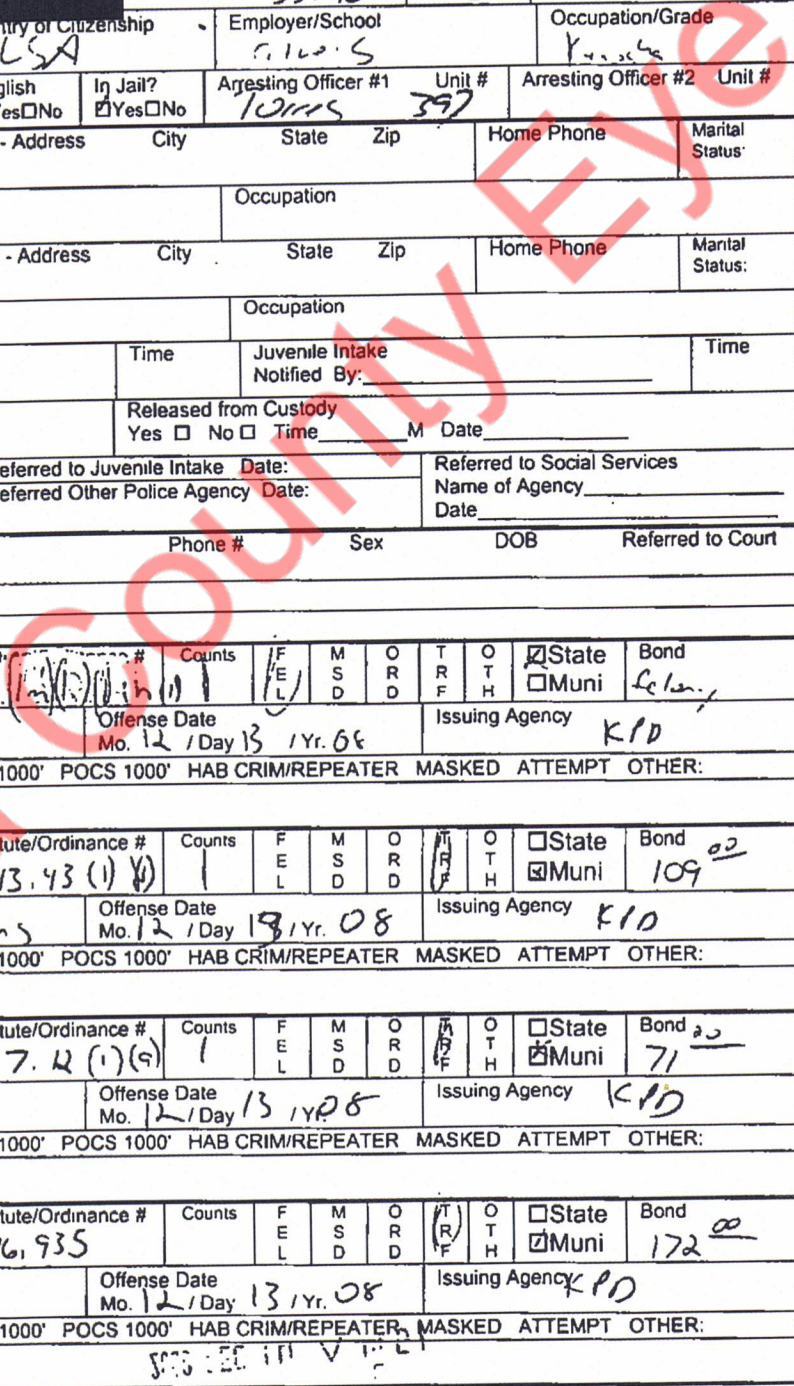 ntry of Citizenship Employer/School Occupation/Grade
USA
glish In Jail? Arresting Officer #1 Unit # Arresting Officer #2 Unit #
es☐No ☑Yes☐No Torres 397
- Address City State Zip Home Phone Marital Status:
Occupation
- Address City State Zip Home Phone Marital Status:
Occupation
Time Juvenile Intake Time
Notified By:
Released from Custody
Yes ☐ No ☐ Time M Date
eferred to Juvenile Intake Date: Referred to Social Services
eferred Other Police Agency Date: Name of Agency
Date
Phone # Sex DOB Referred to Court
# Counts FEL MSD ORD TRF OTH ☑State Bond
1 ☐Muni felony
Offense Date Issuing Agency
Mo. 12 / Day 13 / Yr. 08 KPD
1000' POCS 1000' HAB CRIM/REPEATER MASKED ATTEMPT OTHER:
tute/Ordinance # Counts FEL MSD ORD TRF OTH ☐State Bond
13.43 (1) 1 ☑Muni 109 00
Offense Date Issuing Agency
Mo. 12 / Day 13 / Yr. 08 KPD
1000' POCS 1000' HAB CRIM/REPEATER MASKED ATTEMPT OTHER:
tute/Ordinance # Counts FEL MSD ORD TRF OTH ☐State Bond
7.12 (1)(a) 1 ☑Muni 71 00
Offense Date Issuing Agency
Mo. 12 / Day 13 / Yr. 08 KPD
1000' POCS 1000' HAB CRIM/REPEATER MASKED ATTEMPT OTHER:
tute/Ordinance # Counts FEL MSD ORD TRF OTH ☐State Bond
6.935 ☑Muni 172 00
Offense Date Issuing Agency
Mo. 12 / Day 13 / Yr. 08 KPD
1000' POCS 1000' HAB CRIM/REPEATER MASKED ATTEMPT OTHER:
County Eye